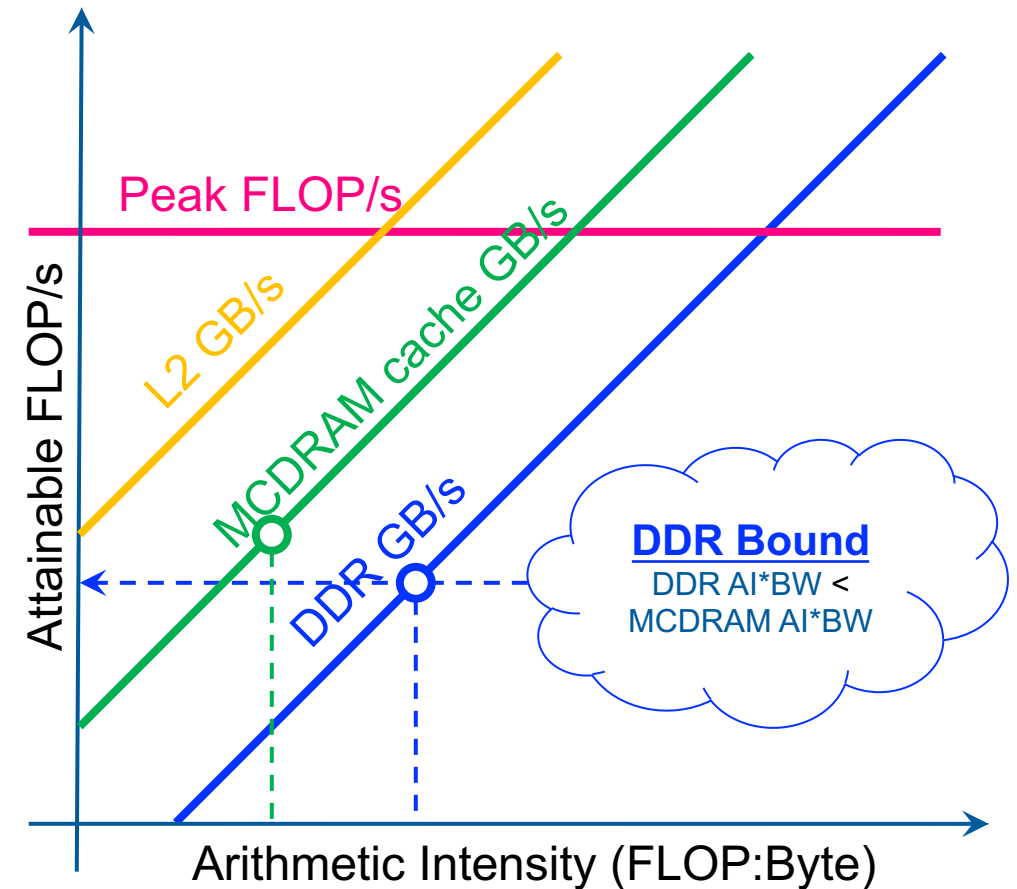 Peak FLOP/s
L2 GB/s
MCDRAM cache GB/s
DDR GB/s
Attainable FLOP/s
DDR Bound
DDR AI*BW <
MCDRAM AI*BW
Arithmetic Intensity (FLOP:Byte)